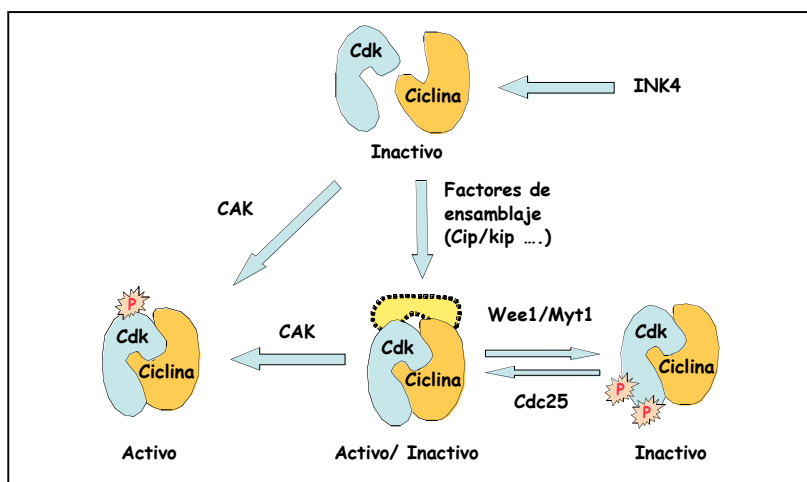 Cdk
Ciclina
INK4
Inactivo
CAK
Factores de
ensamblaje
(Cip/kip ....)
P
Cdk
Ciclina
CAK
Cdk
Ciclina
Wee1/Myt1
Cdc25
Cdk
Ciclina
P
P
Activo
Activo/ Inactivo
Inactivo